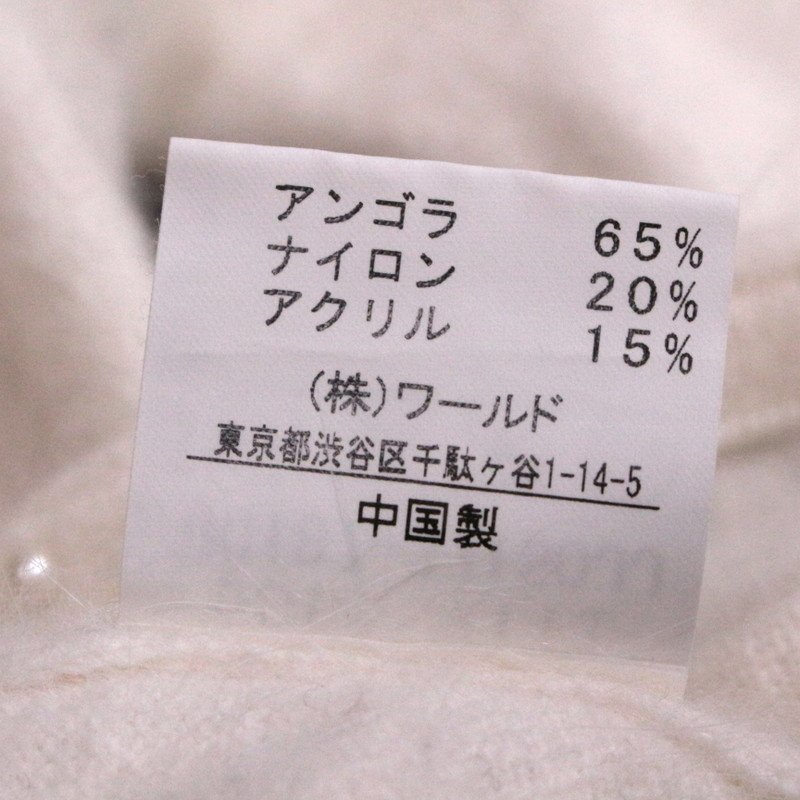 アンゴラ 65%
ナイロン 20%
アクリル 15%
(株)ワールド
東京都渋谷区千駄ケ谷1-14-5
中国製